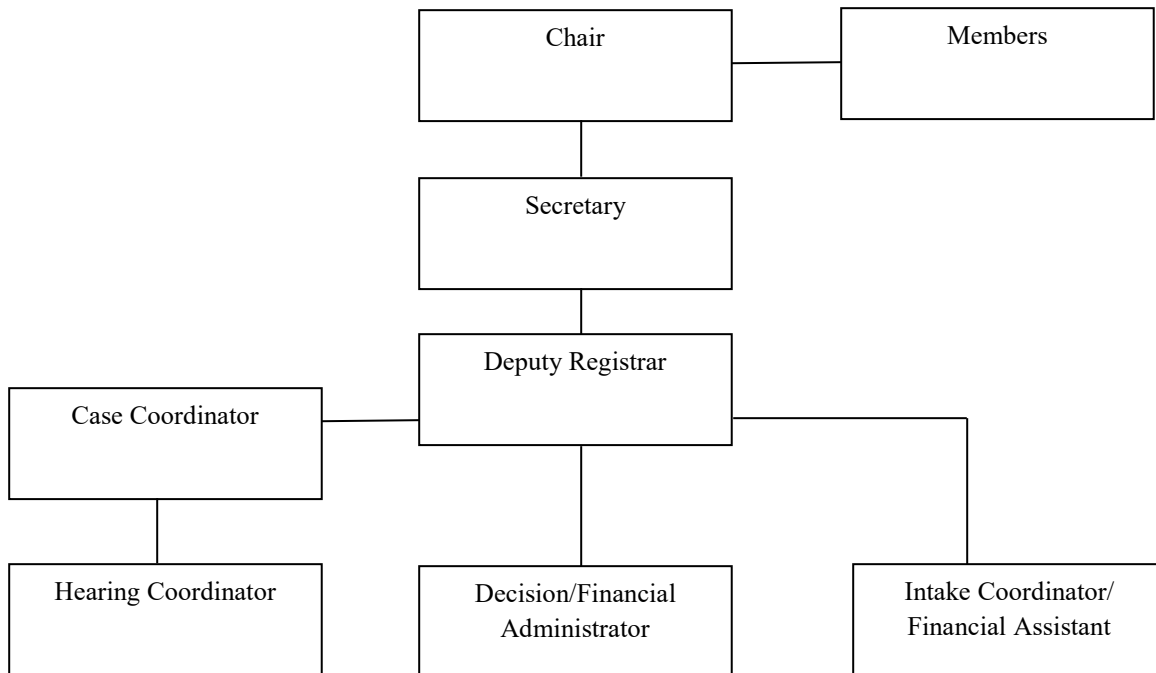 Chair
Members
Secretary
Deputy Registrar
Case Coordinator
Hearing Coordinator
Decision/Financial
Administrator
Intake Coordinator/
Financial Assistant